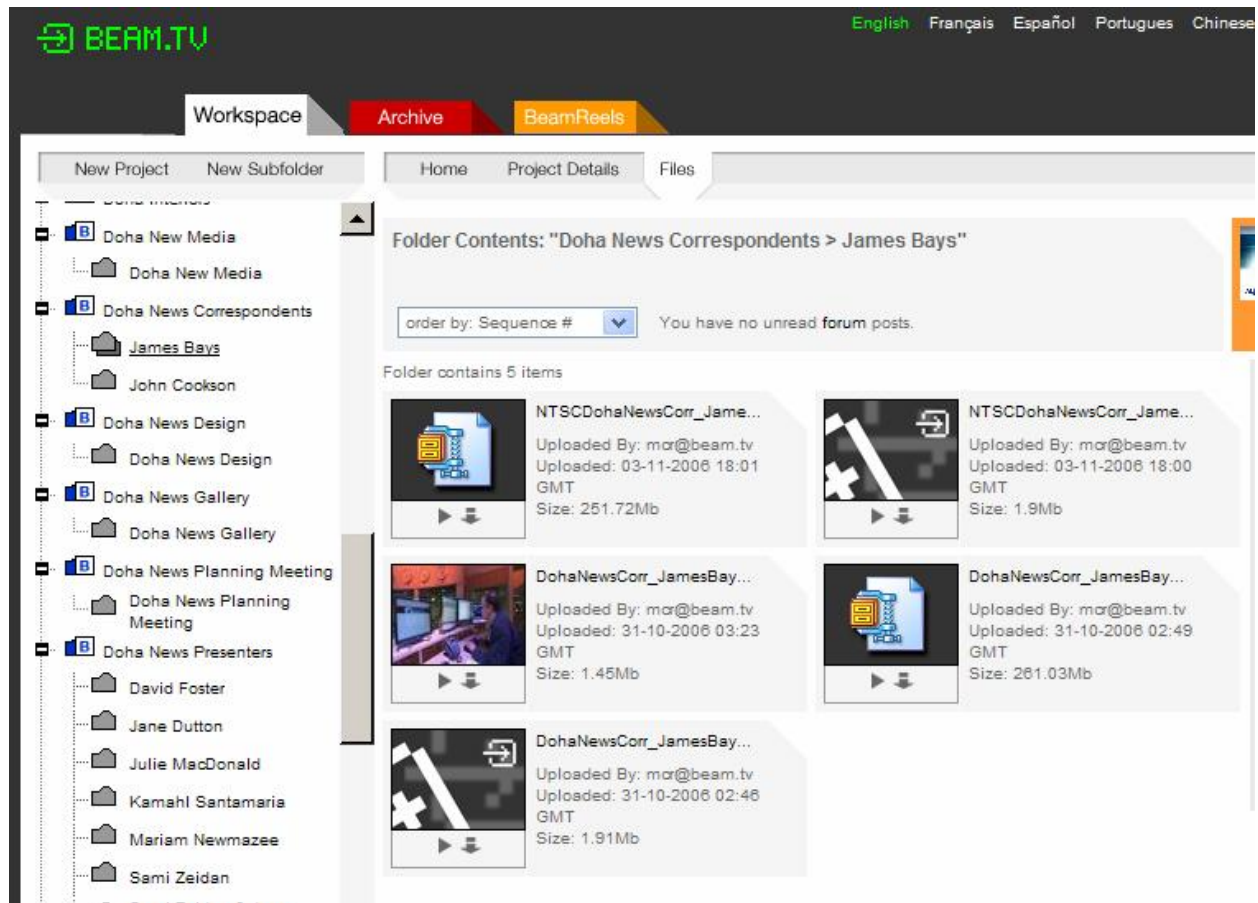 BEAM.TV
English Français Español Portugues Chinese
Workspace Archive BeamReels
New Project New Subfolder
Home Project Details Files
Doha New Media
Doha New Media
Doha News Correspondents
James Bays
John Cookson
Doha News Design
Doha News Design
Doha News Gallery
Doha News Gallery
Doha News Planning Meeting
Doha News Planning
Meeting
Doha News Presenters
David Foster
Jane Dutton
Julie MacDonald
Kamahl Santamaria
Mariam Newmazee
Sami Zeidan
Folder Contents: "Doha News Correspondents > James Bays"
order by: Sequence #
You have no unread forum posts.
Folder contains 5 items
NTSCDohaNewsCorr_Jame...
Uploaded By: mcr@beam.tv
Uploaded: 03-11-2006 18:01
GMT
Size: 251.72Mb
NTSCDohaNewsCorr_Jame...
Uploaded By: mcr@beam.tv
Uploaded: 03-11-2006 18:00
GMT
Size: 1.9Mb
DohaNewsCorr_JamesBay...
Uploaded By: mcr@beam.tv
Uploaded: 31-10-2006 03:23
GMT
Size: 1.45Mb
DohaNewsCorr_JamesBay...
Uploaded By: mcr@beam.tv
Uploaded: 31-10-2006 02:49
GMT
Size: 261.03Mb
DohaNewsCorr_JamesBay...
Uploaded By: mcr@beam.tv
Uploaded: 31-10-2006 02:46
GMT
Size: 1.91Mb